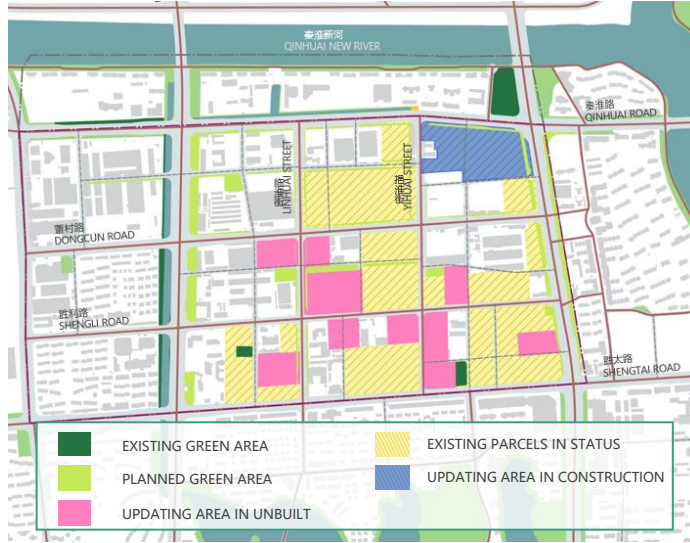 秦淮新河
QINHUAI NEW RIVER
秦淮路
QINHUAI ROAD
LINHUAI STREET
YIHUAI STREET
董村路
DONGCUN ROAD
胜利路
SHENGLI ROAD
胜太路
SHENGTAI ROAD
EXISTING GREEN AREA
EXISTING PARCELS IN STATUS
PLANNED GREEN AREA
UPDATING AREA IN CONSTRUCTION
UPDATING AREA IN UNBUILT